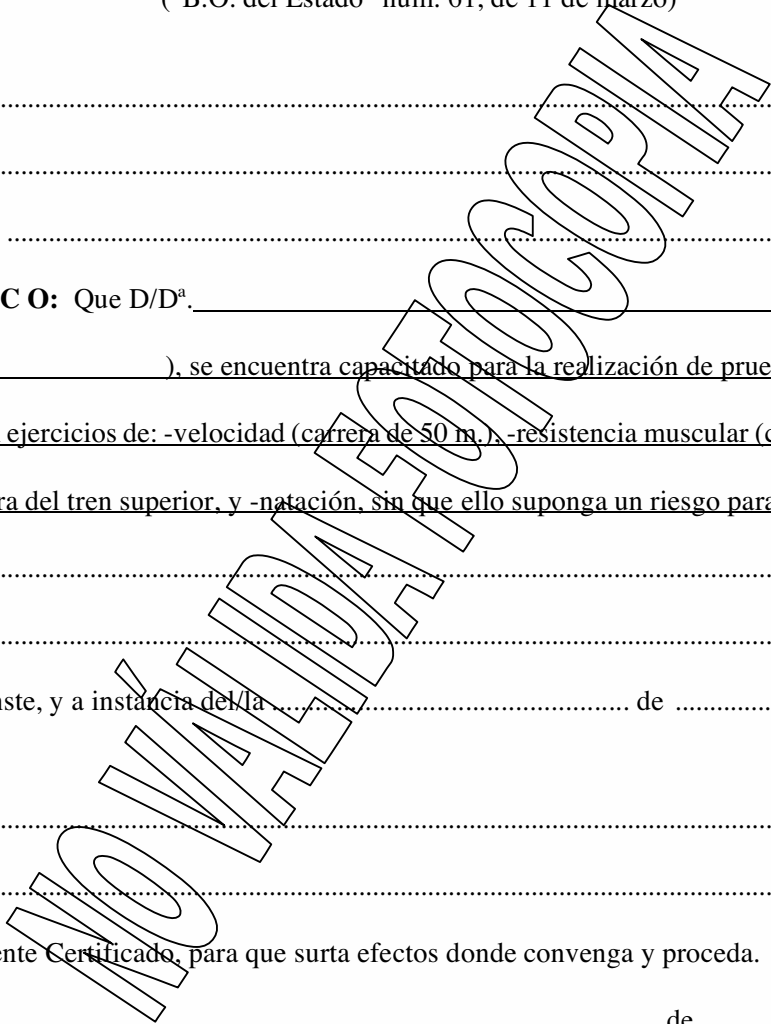 ("B.O. del Estado" núm. 61, de 11 de marzo)
C O: Que D/Dª.
), se encuentra capacitado para la realización de prue
ejercicios de: -velocidad (carrera de 50 m.), -resistencia muscular (c
ra del tren superior, y -natación, sin que ello suponga un riesgo para
nste, y a instancia del/la .................................................... de ..............
ente Certificado, para que surta efectos donde convenga y proceda.
de
NO VÁLIDA FOTOCOPIA